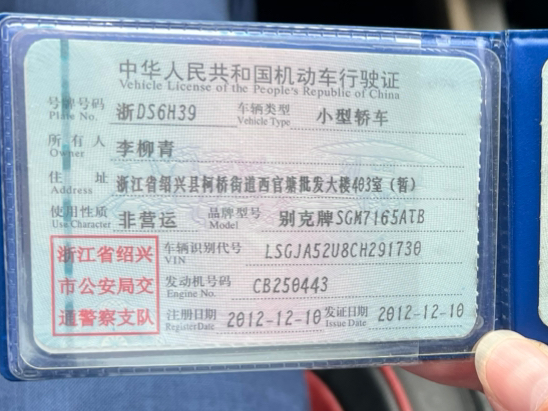 中华人民共和国机动车行驶证
Vehicle License of the People's Republic of China
号牌号码 Plate No. 浙DS6H39 车辆类型 Vehicle Type 小型轿车
所有人 Owner 李柳青
住址 Address 浙江省绍兴县柯桥街道西官塘批发大楼403室（暂）
使用性质 Use Character 非营运 品牌型号 Model 别克牌SGM7165ATB
浙江省绍兴 车辆识别代号 VIN LSGJA52U8CH291730
市公安局交 发动机号码 Engine No. CB250443
通警察支队 注册日期 Register Date 2012-12-10 发证日期 Issue Date 2012-12-10